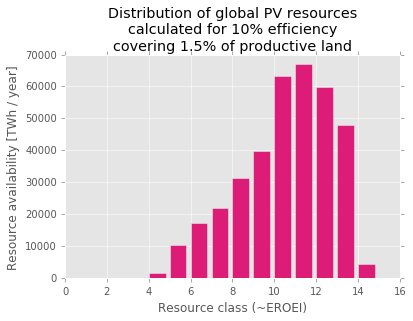 Distribution of global PV resources
calculated for 10% efficiency
covering 1.5% of productive land
Resource availability [TWh / year]
70000
60000
50000
40000
30000
20000
10000
0
0 2 4 6 8 10 12 14 16
Resource class (~EROEI)